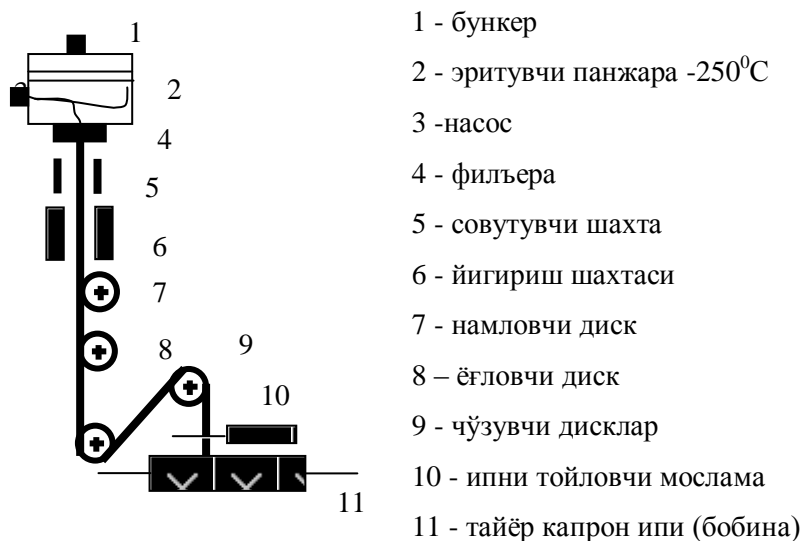 1
2
3
4
5
6
7
8
9
10
11
1 - бункер
2 - эритувчи панжара -250⁰С
3 -насос
4 - филъера
5 - совутувчи шахта
6 - йигириш шахтаси
7 - намловчи диск
8 – ёғловчи диск
9 - чўзувчи дисклар
10 - ипни тойловчи мослама
11 - тайёр капрон ипи (бобина)